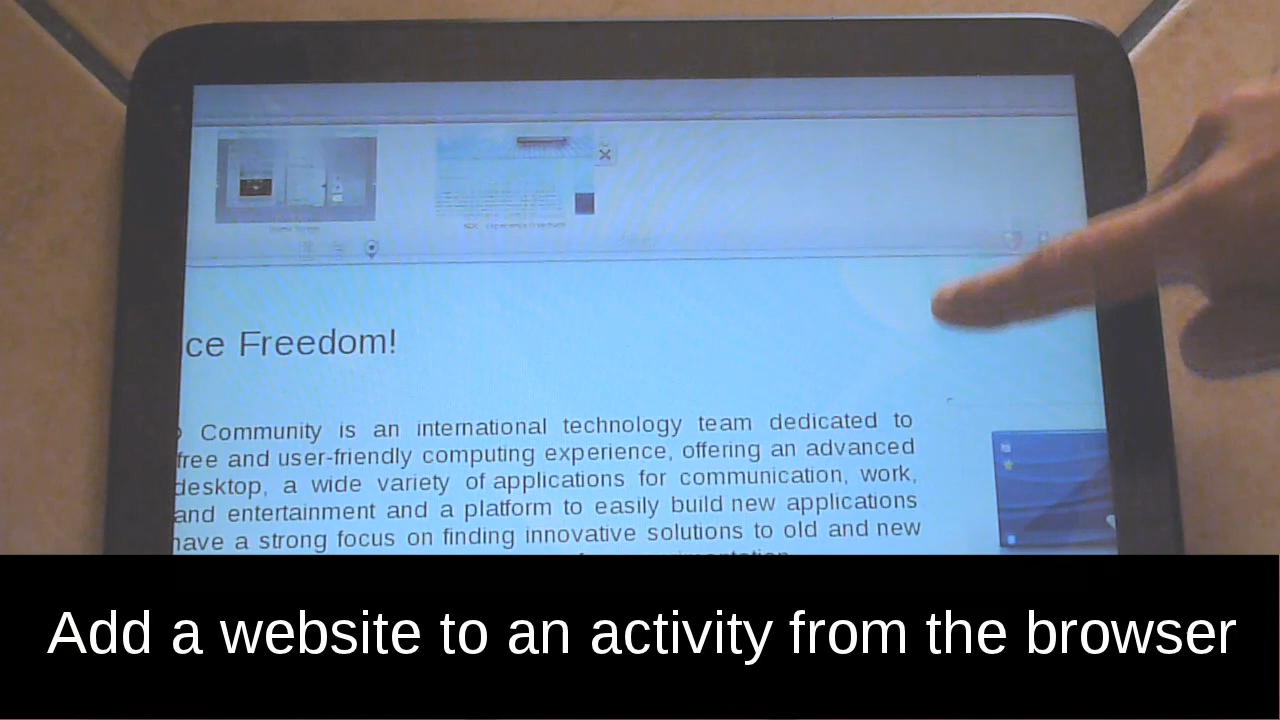 ce Freedom!
Community is an international technology team dedicated to
free and user-friendly computing experience, offering an advanced
desktop, a wide variety of applications for communication, work,
and entertainment and a platform to easily build new applications
have a strong focus on finding innovative solutions to old and new
Add a website to an activity from the browser